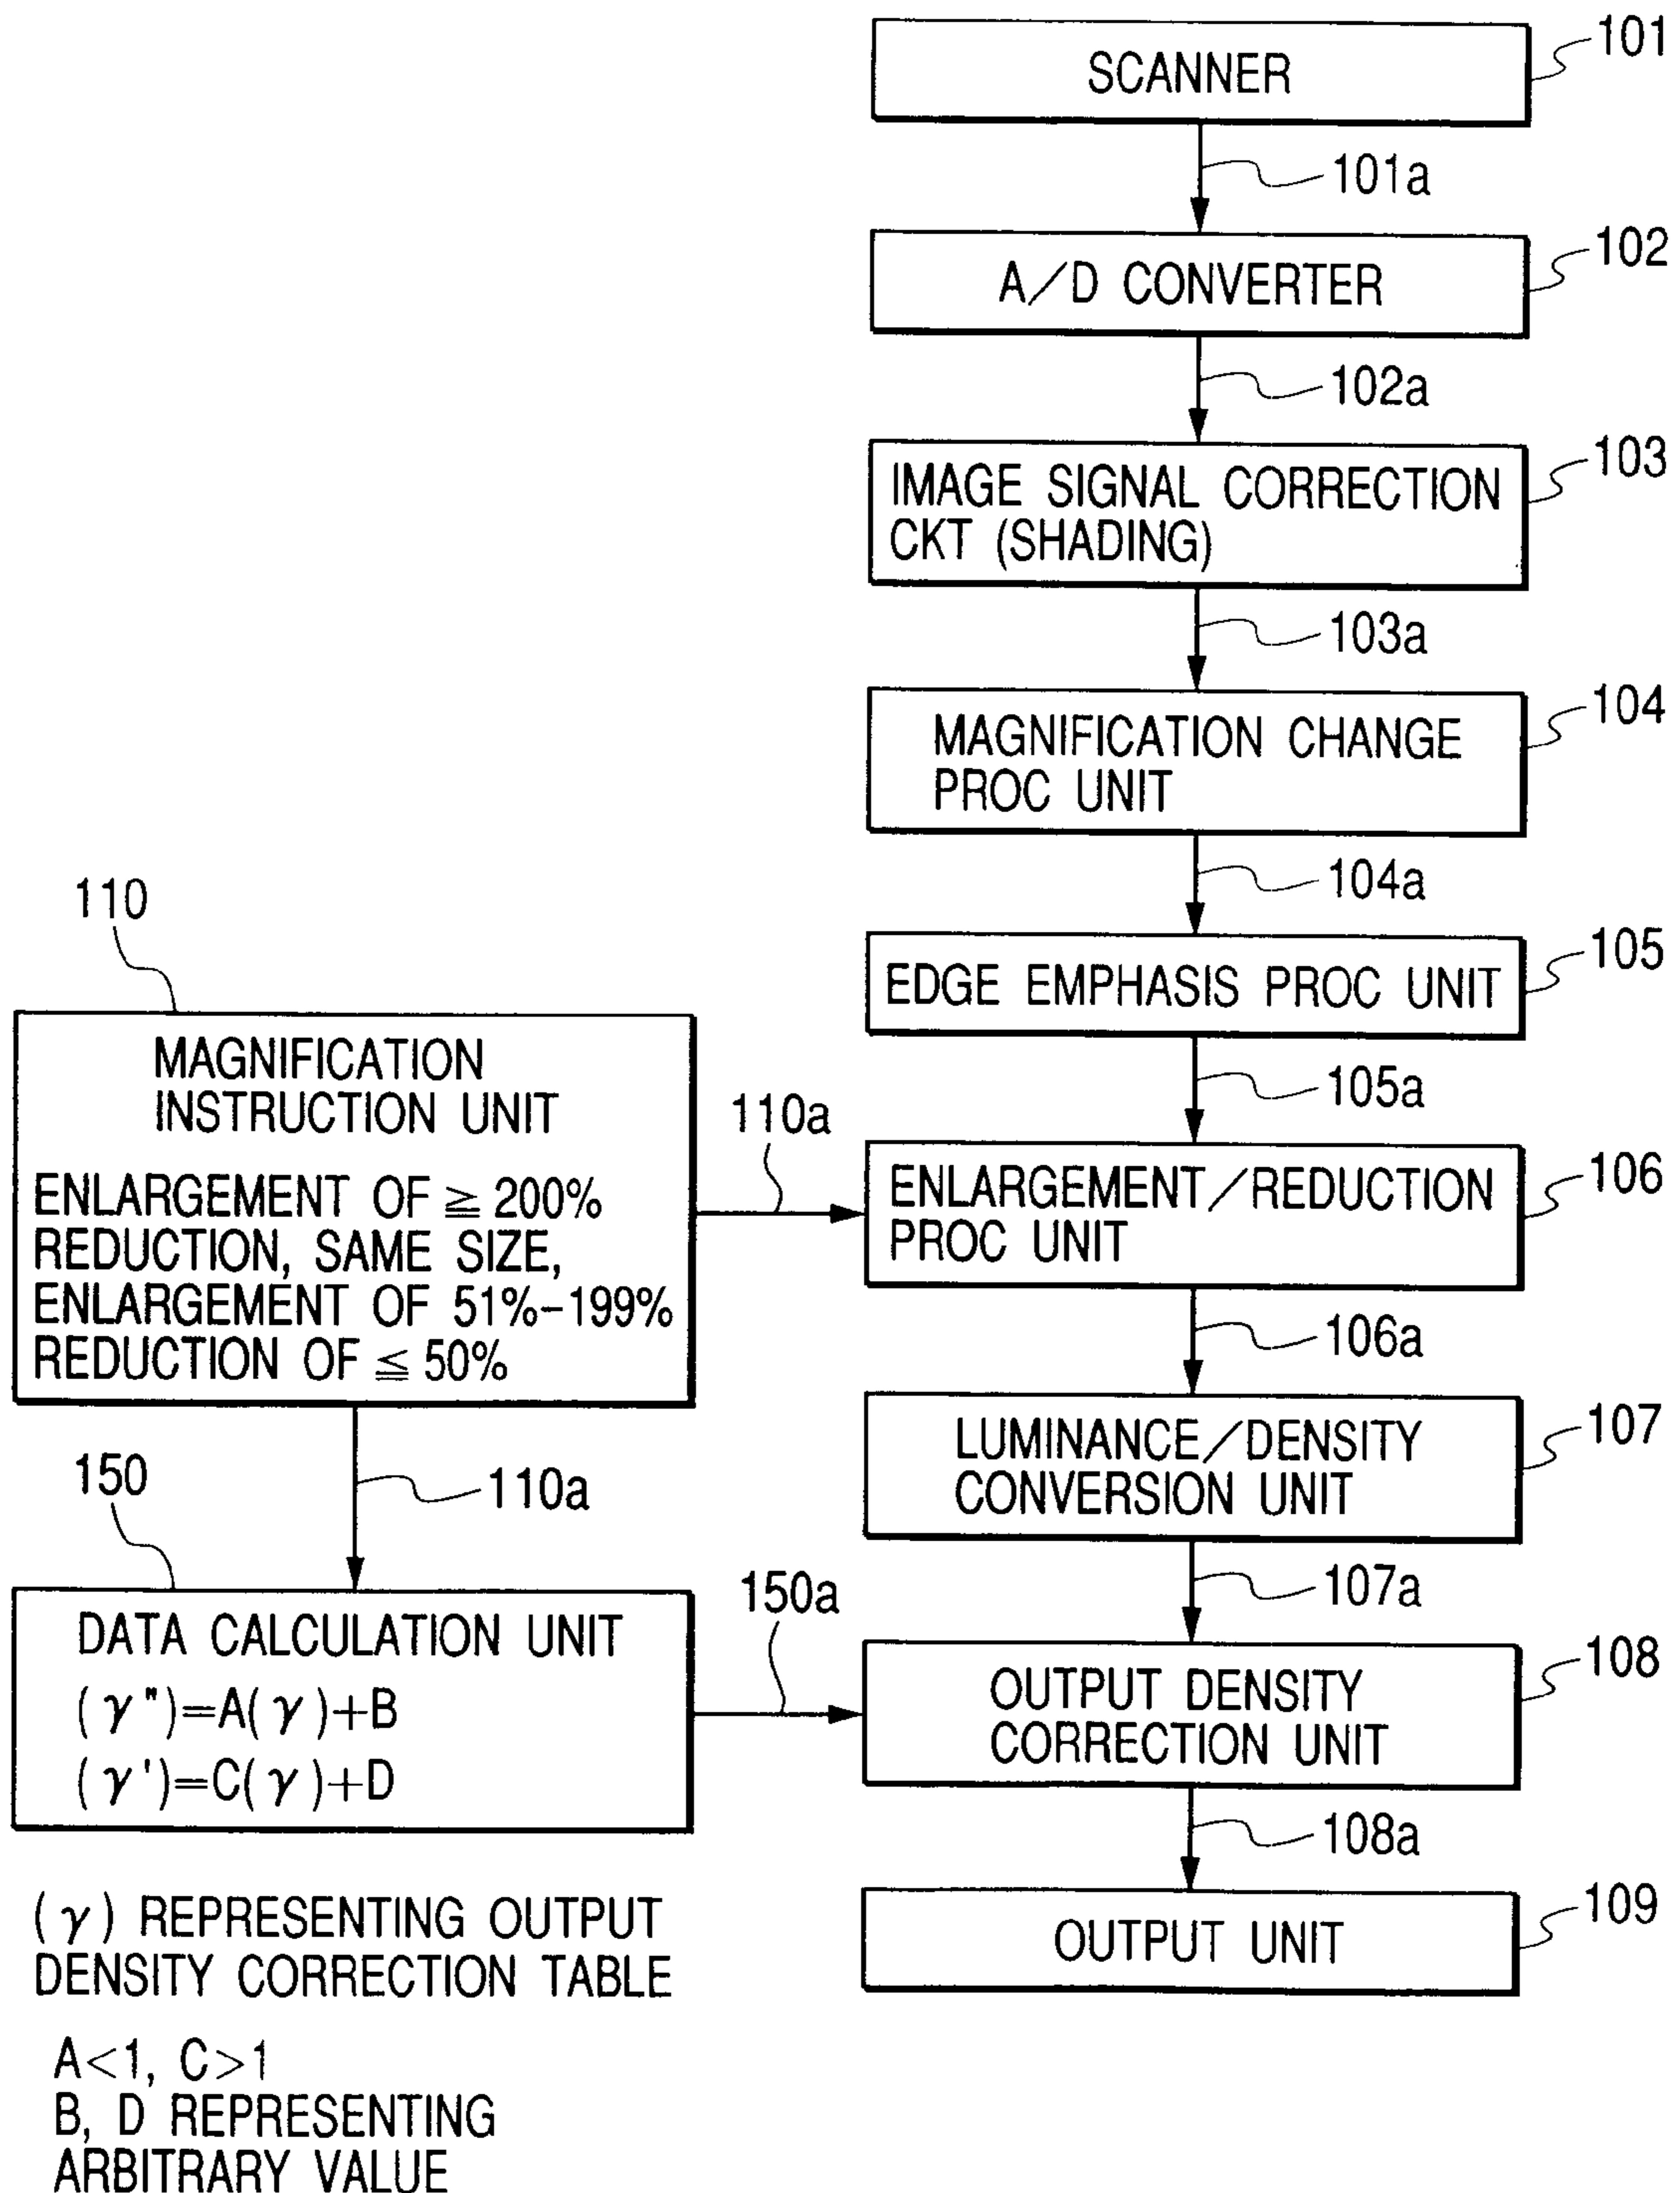 SCANNER
101
101a
A/D CONVERTER
102
102a
IMAGE SIGNAL CORRECTION
CKT (SHADING)
103
103a
MAGNIFICATION CHANGE
PROC UNIT
104
104a
EDGE EMPHASIS PROC UNIT
105
105a
110
MAGNIFICATION
INSTRUCTION UNIT
ENLARGEMENT OF ≧ 200%
REDUCTION, SAME SIZE,
ENLARGEMENT OF 51%-199%
REDUCTION OF ≦ 50%
110a
ENLARGEMENT/REDUCTION
PROC UNIT
106
106a
LUMINANCE/DENSITY
CONVERSION UNIT
107
107a
110a
150
DATA CALCULATION UNIT
(γ")=A(γ)+B
(γ')=C(γ)+D
150a
OUTPUT DENSITY
CORRECTION UNIT
108
108a
OUTPUT UNIT
109
(γ) REPRESENTING OUTPUT
DENSITY CORRECTION TABLE
A<1, C>1
B, D REPRESENTING
ARBITRARY VALUE